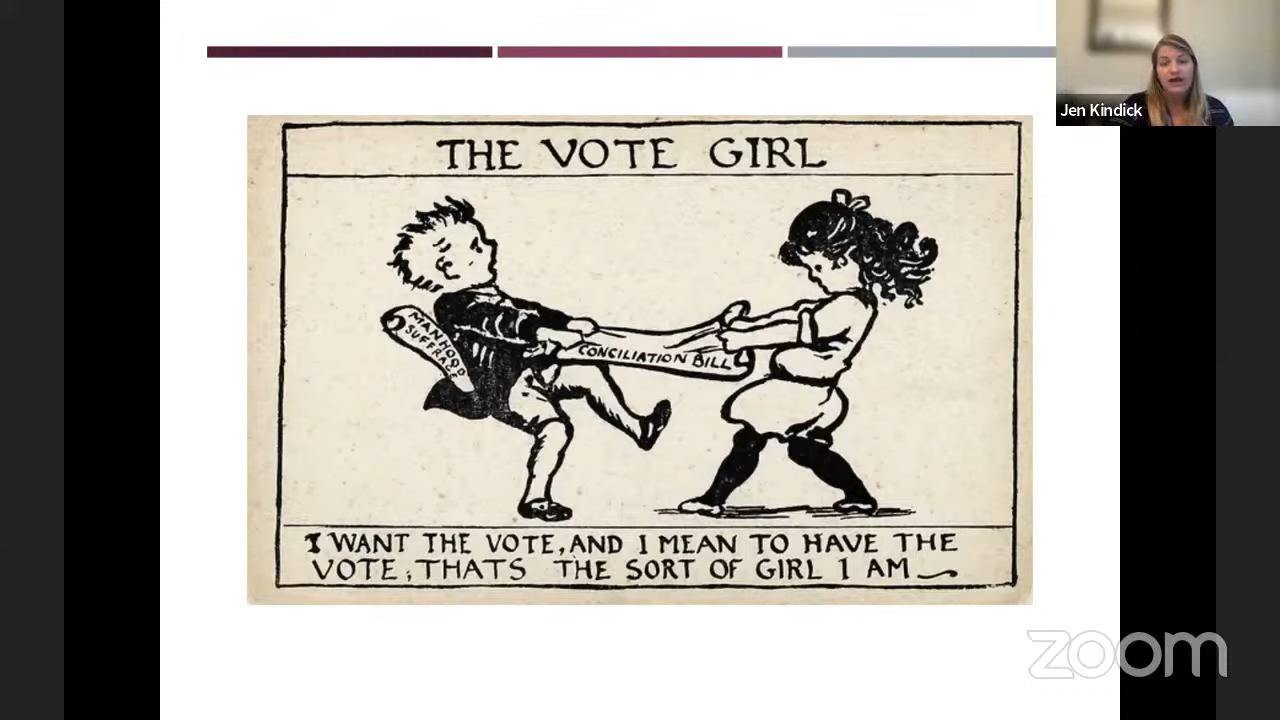 Jen Kindick
THE VOTE GIRL
MANHOOD
SUFFRAGE
CONCILIATION BILL
I WANT THE VOTE, AND I MEAN TO HAVE THE
VOTE, THATS THE SORT OF GIRL I AM
zoom